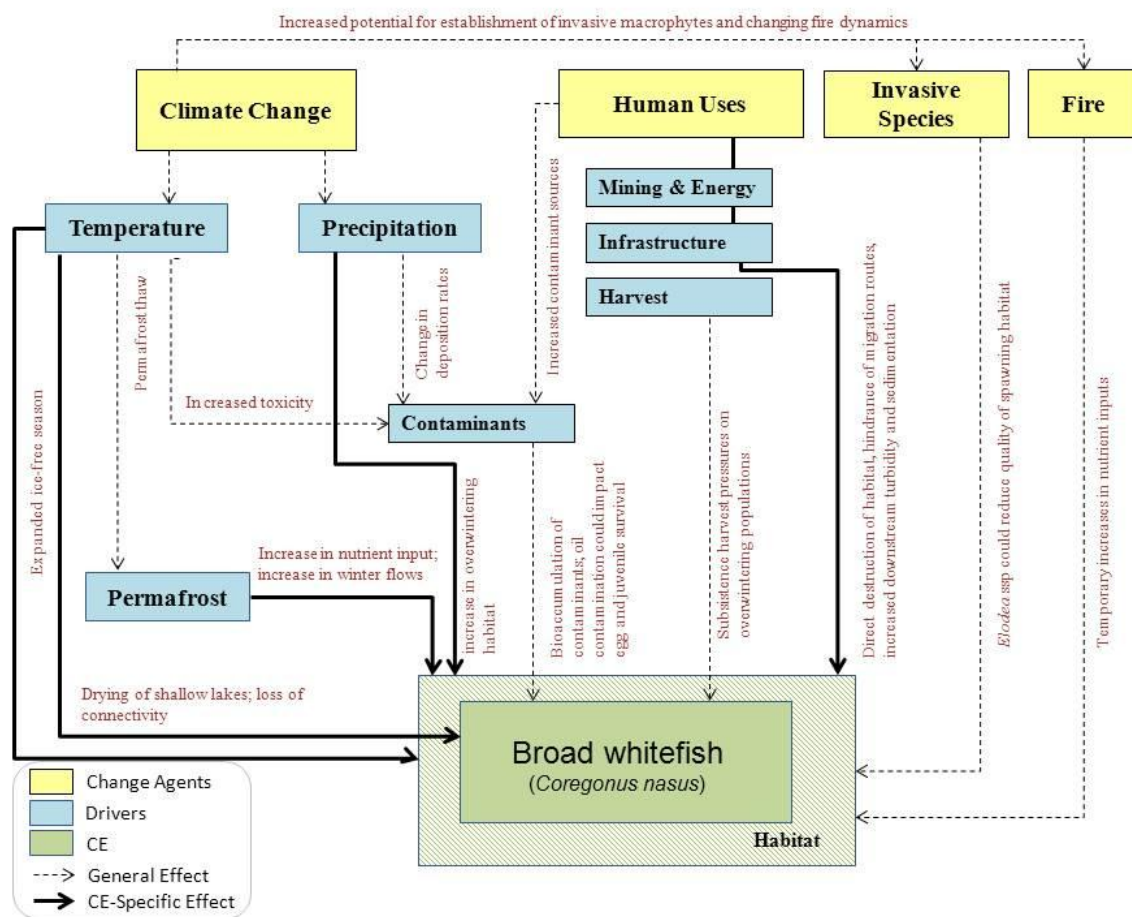 Increased potential for establishment of invasive macrophytes and changing fire dynamics
Climate Change
Human Uses
Invasive
Species
Fire
Temperature
Precipitation
Mining & Energy
Infrastructure
Harvest
Permafrost thaw
Change in
deposition rates
Increased contaminant sources
In creased toxicity
Contaminants
Expanded ice-free season
Permafrost
Increase in nutrient input;
increase in winter flows
increase in overwintering
habitat
Bioaccumulation of
contaminants; oil
contamination could impact
egg and juvenile survival
Subsistence harvest pressures on
overwintering populations
Direct destruction of habitat, hindrance of migration routes,
increased downstream turbidity and sedimentation
Elodea ssp could reduce quality of spawning habitat
Temporary increases in nutrient inputs
Drying of shallow lakes; loss of
connectivity
Broad whitefish
(Coregonus nasus)
Habitat
Change Agents
Drivers
CE
General Effect
CE-Specific Effect